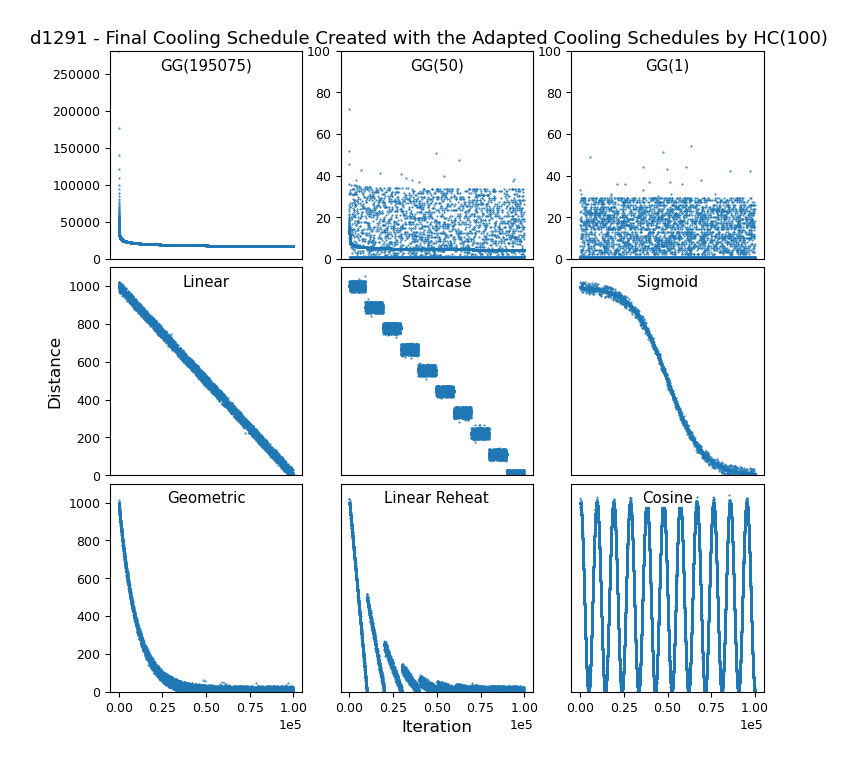 d1291 - Final Cooling Schedule Created with the Adapted Cooling Schedules by HC(100)
GG(195075)
250000
200000
150000
100000
50000
0
GG(50)
100
80
60
40
20
0
GG(1)
100
80
60
40
20
0
Distance
Linear
1000
800
600
400
200
0
Staircase
Sigmoid
Geometric
1000
800
600
400
200
0
0.00 0.25 0.50 0.75 1.00
1e5
Linear Reheat
0.00 0.25 0.50 0.75 1.00
1e5
Cosine
0.00 0.25 0.50 0.75 1.00
1e5
Iteration